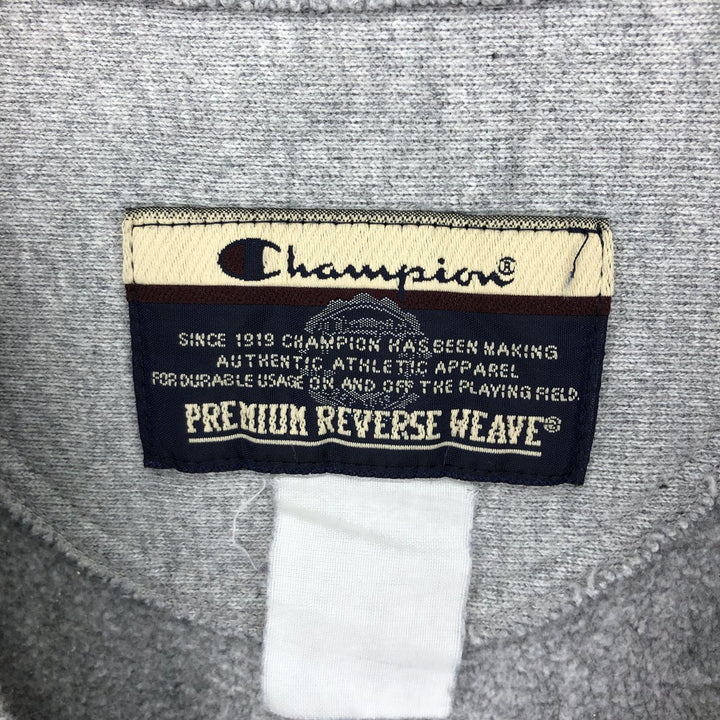 Champion®
SINCE 1919 CHAMPION HAS BEEN MAKING
AUTHENTIC ATHLETIC APPAREL
FOR DURABLE USAGE ON AND OFF THE PLAYING FIELD.
PREMIUM REVERSE WEAVE®